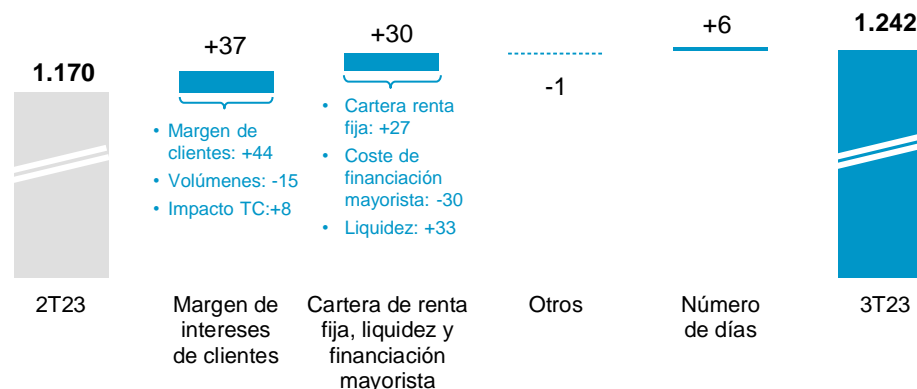 1.170
+37
+30
-1
+6
1.242
• Margen de
clientes: +44
• Volúmenes: -15
• Impacto TC:+8
• Cartera renta
fija: +27
• Coste de
financiación
mayorista: -30
• Liquidez: +33
2T23
Margen de
intereses
de clientes
Cartera de renta
fija, liquidez y
financiación
mayorista
Otros
Número
de días
3T23